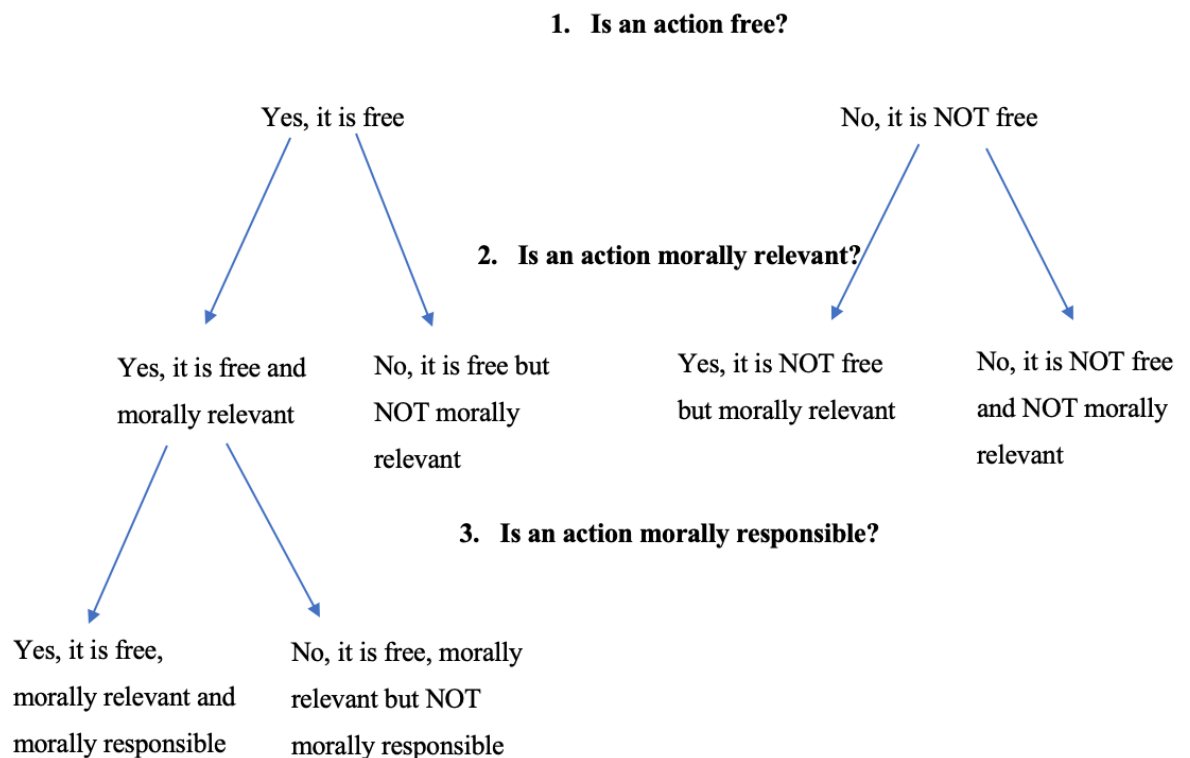 1. Is an action free?
Yes, it is free
No, it is NOT free
2. Is an action morally relevant?
Yes, it is free and
morally relevant
No, it is free but
NOT morally
relevant
Yes, it is NOT free
but morally relevant
No, it is NOT free
and NOT morally
relevant
3. Is an action morally responsible?
Yes, it is free,
morally relevant and
morally responsible
No, it is free, morally
relevant but NOT
morally responsible